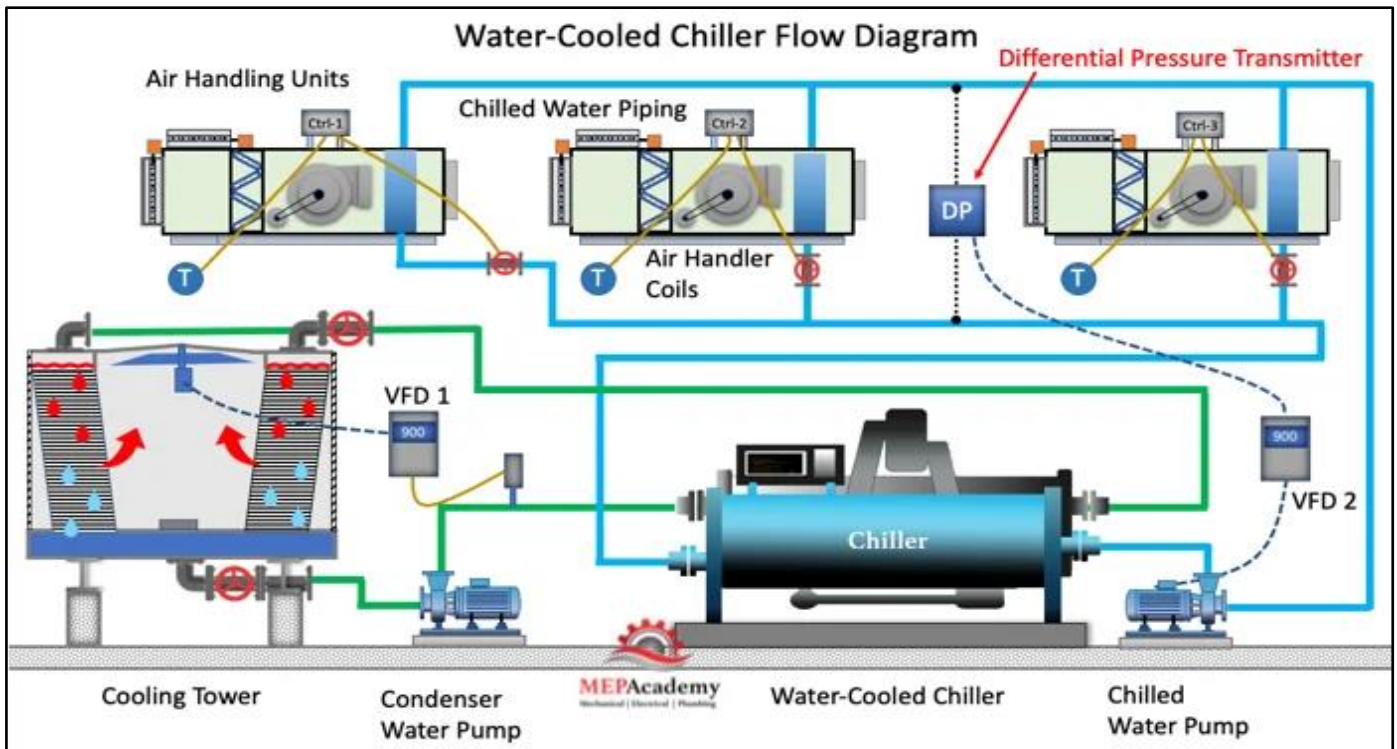 Water-Cooled Chiller Flow Diagram
Differential Pressure Transmitter
Air Handling Units
Chilled Water Piping
Ctrl-1
Ctrl-2
Ctrl-3
DP
T
T
T
Air Handler
Coils
VFD 1
900
900
VFD 2
Chiller
MEPAcademy
Mechanical | Electrical | Plumbing
Cooling Tower
Condenser
Water Pump
Water-Cooled Chiller
Chilled
Water Pump